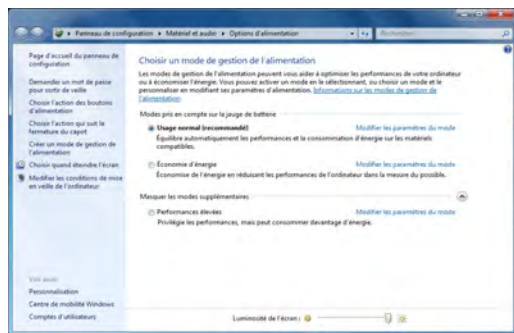 Panneau de configuration ▸ Matériel et audio ▸ Options d'alimentation
Rechercher
Page d'accueil du panneau de
configuration
Demander un mot de passe
pour sortir de veille
Choisir l'action des boutons
d'alimentation
Choisir l'action qui suit la
fermeture du capot
Créer un mode de gestion de
l'alimentation
Choisir quand éteindre l'écran
Modifier les conditions de mise
en veille de l'ordinateur
Voir aussi
Personnalisation
Centre de mobilité Windows
Comptes d'utilisateurs
Choisir un mode de gestion de l'alimentation
Les modes de gestion de l'alimentation peuvent vous aider à optimiser les performances de votre ordinateur
ou à économiser l'énergie. Vous pouvez activer un mode en le sélectionnant, ou choisir un mode et le
personnaliser en modifiant ses paramètres d'alimentation. Informations sur les modes de gestion de
l'alimentation.
Modes pris en compte sur la jauge de batterie
Usage normal (recommandé) Modifier les paramètres du mode
Équilibre automatiquement les performances et la consommation d'énergie sur les matériels
compatibles.
Économie d'énergie Modifier les paramètres du mode
Économise de l'énergie en réduisant les performances de l'ordinateur dans la mesure du possible.
Masquer les modes supplémentaires
Performances élevées Modifier les paramètres du mode
Privilégie les performances, mais peut consommer davantage d'énergie.
Luminosité de l'écran :